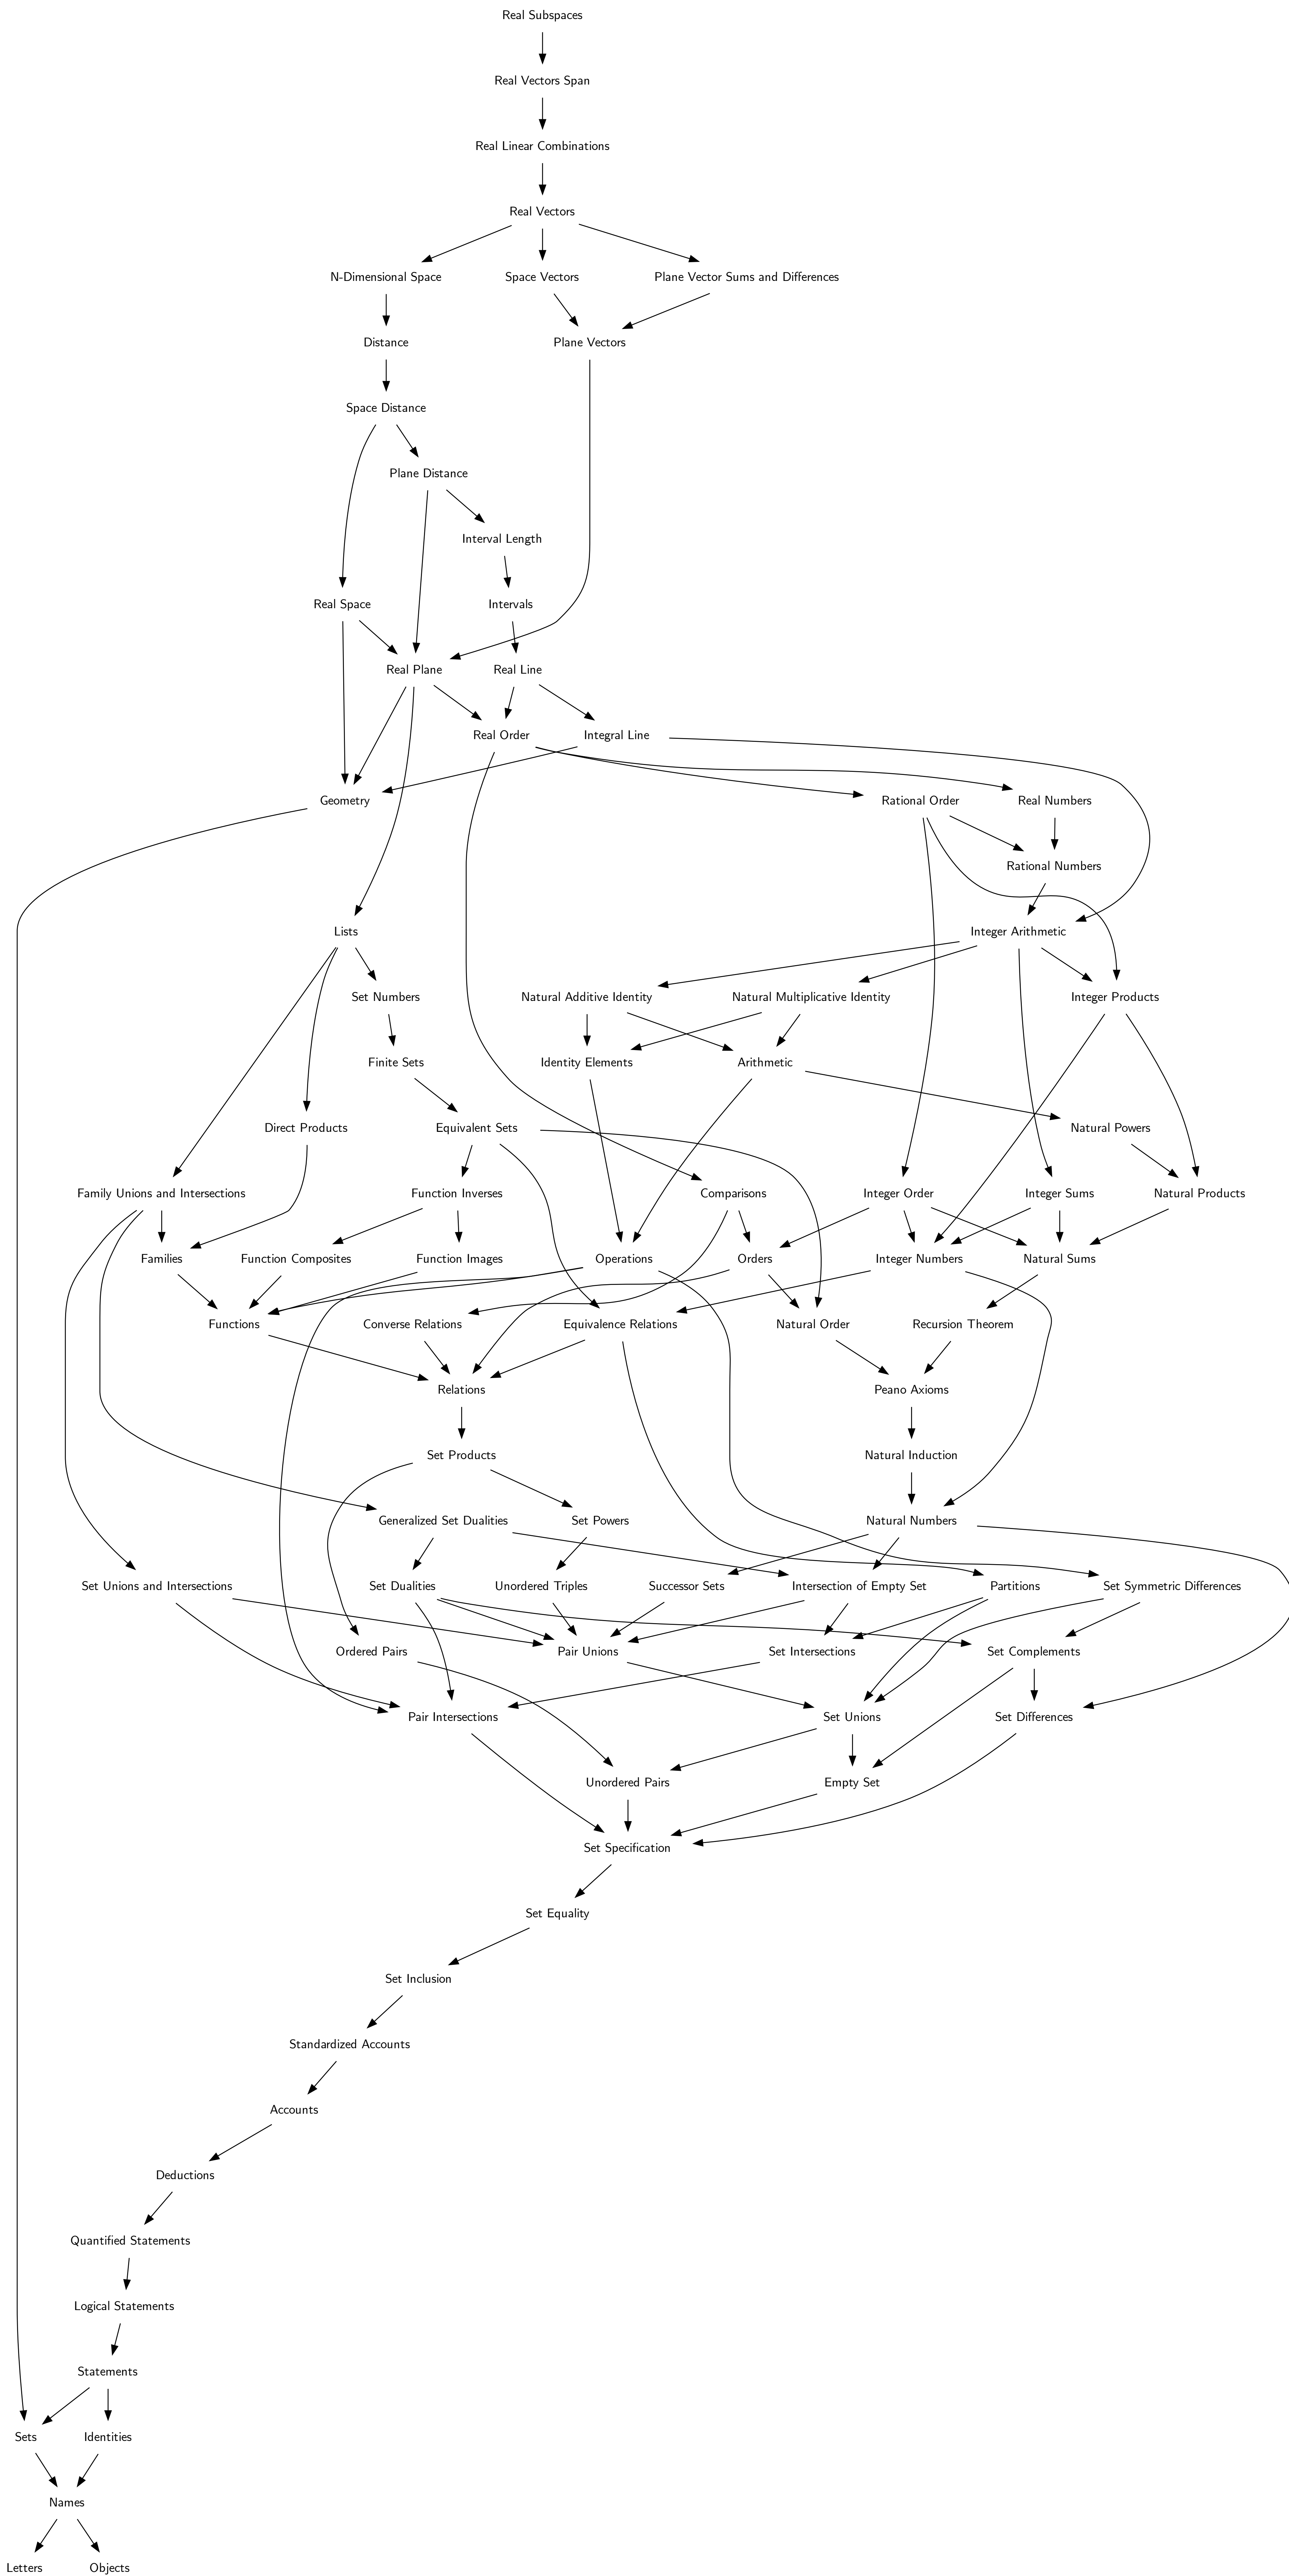 Real Subspaces
Real Vectors Span
Real Linear Combinations
Real Vectors
N-Dimensional Space
Space Vectors
Plane Vector Sums and Differences
Distance
Plane Vectors
Space Distance
Plane Distance
Interval Length
Real Space
Intervals
Real Plane
Real Line
Real Order
Integral Line
Geometry
Rational Order
Real Numbers
Rational Numbers
Lists
Integer Arithmetic
Set Numbers
Natural Additive Identity
Natural Multiplicative Identity
Integer Products
Finite Sets
Identity Elements
Arithmetic
Direct Products
Equivalent Sets
Natural Powers
Family Unions and Intersections
Function Inverses
Comparisons
Integer Order
Integer Sums
Natural Products
Families
Function Composites
Function Images
Operations
Orders
Integer Numbers
Natural Sums
Functions
Converse Relations
Equivalence Relations
Natural Order
Recursion Theorem
Relations
Peano Axioms
Set Products
Natural Induction
Generalized Set Dualities
Set Powers
Natural Numbers
Set Unions and Intersections
Set Dualities
Unordered Triples
Successor Sets
Intersection of Empty Set
Partitions
Set Symmetric Differences
Ordered Pairs
Pair Unions
Set Intersections
Set Complements
Pair Intersections
Set Unions
Set Differences
Unordered Pairs
Empty Set
Set Specification
Set Equality
Set Inclusion
Standardized Accounts
Accounts
Deductions
Quantified Statements
Logical Statements
Statements
Sets
Identities
Names
Letters
Objects